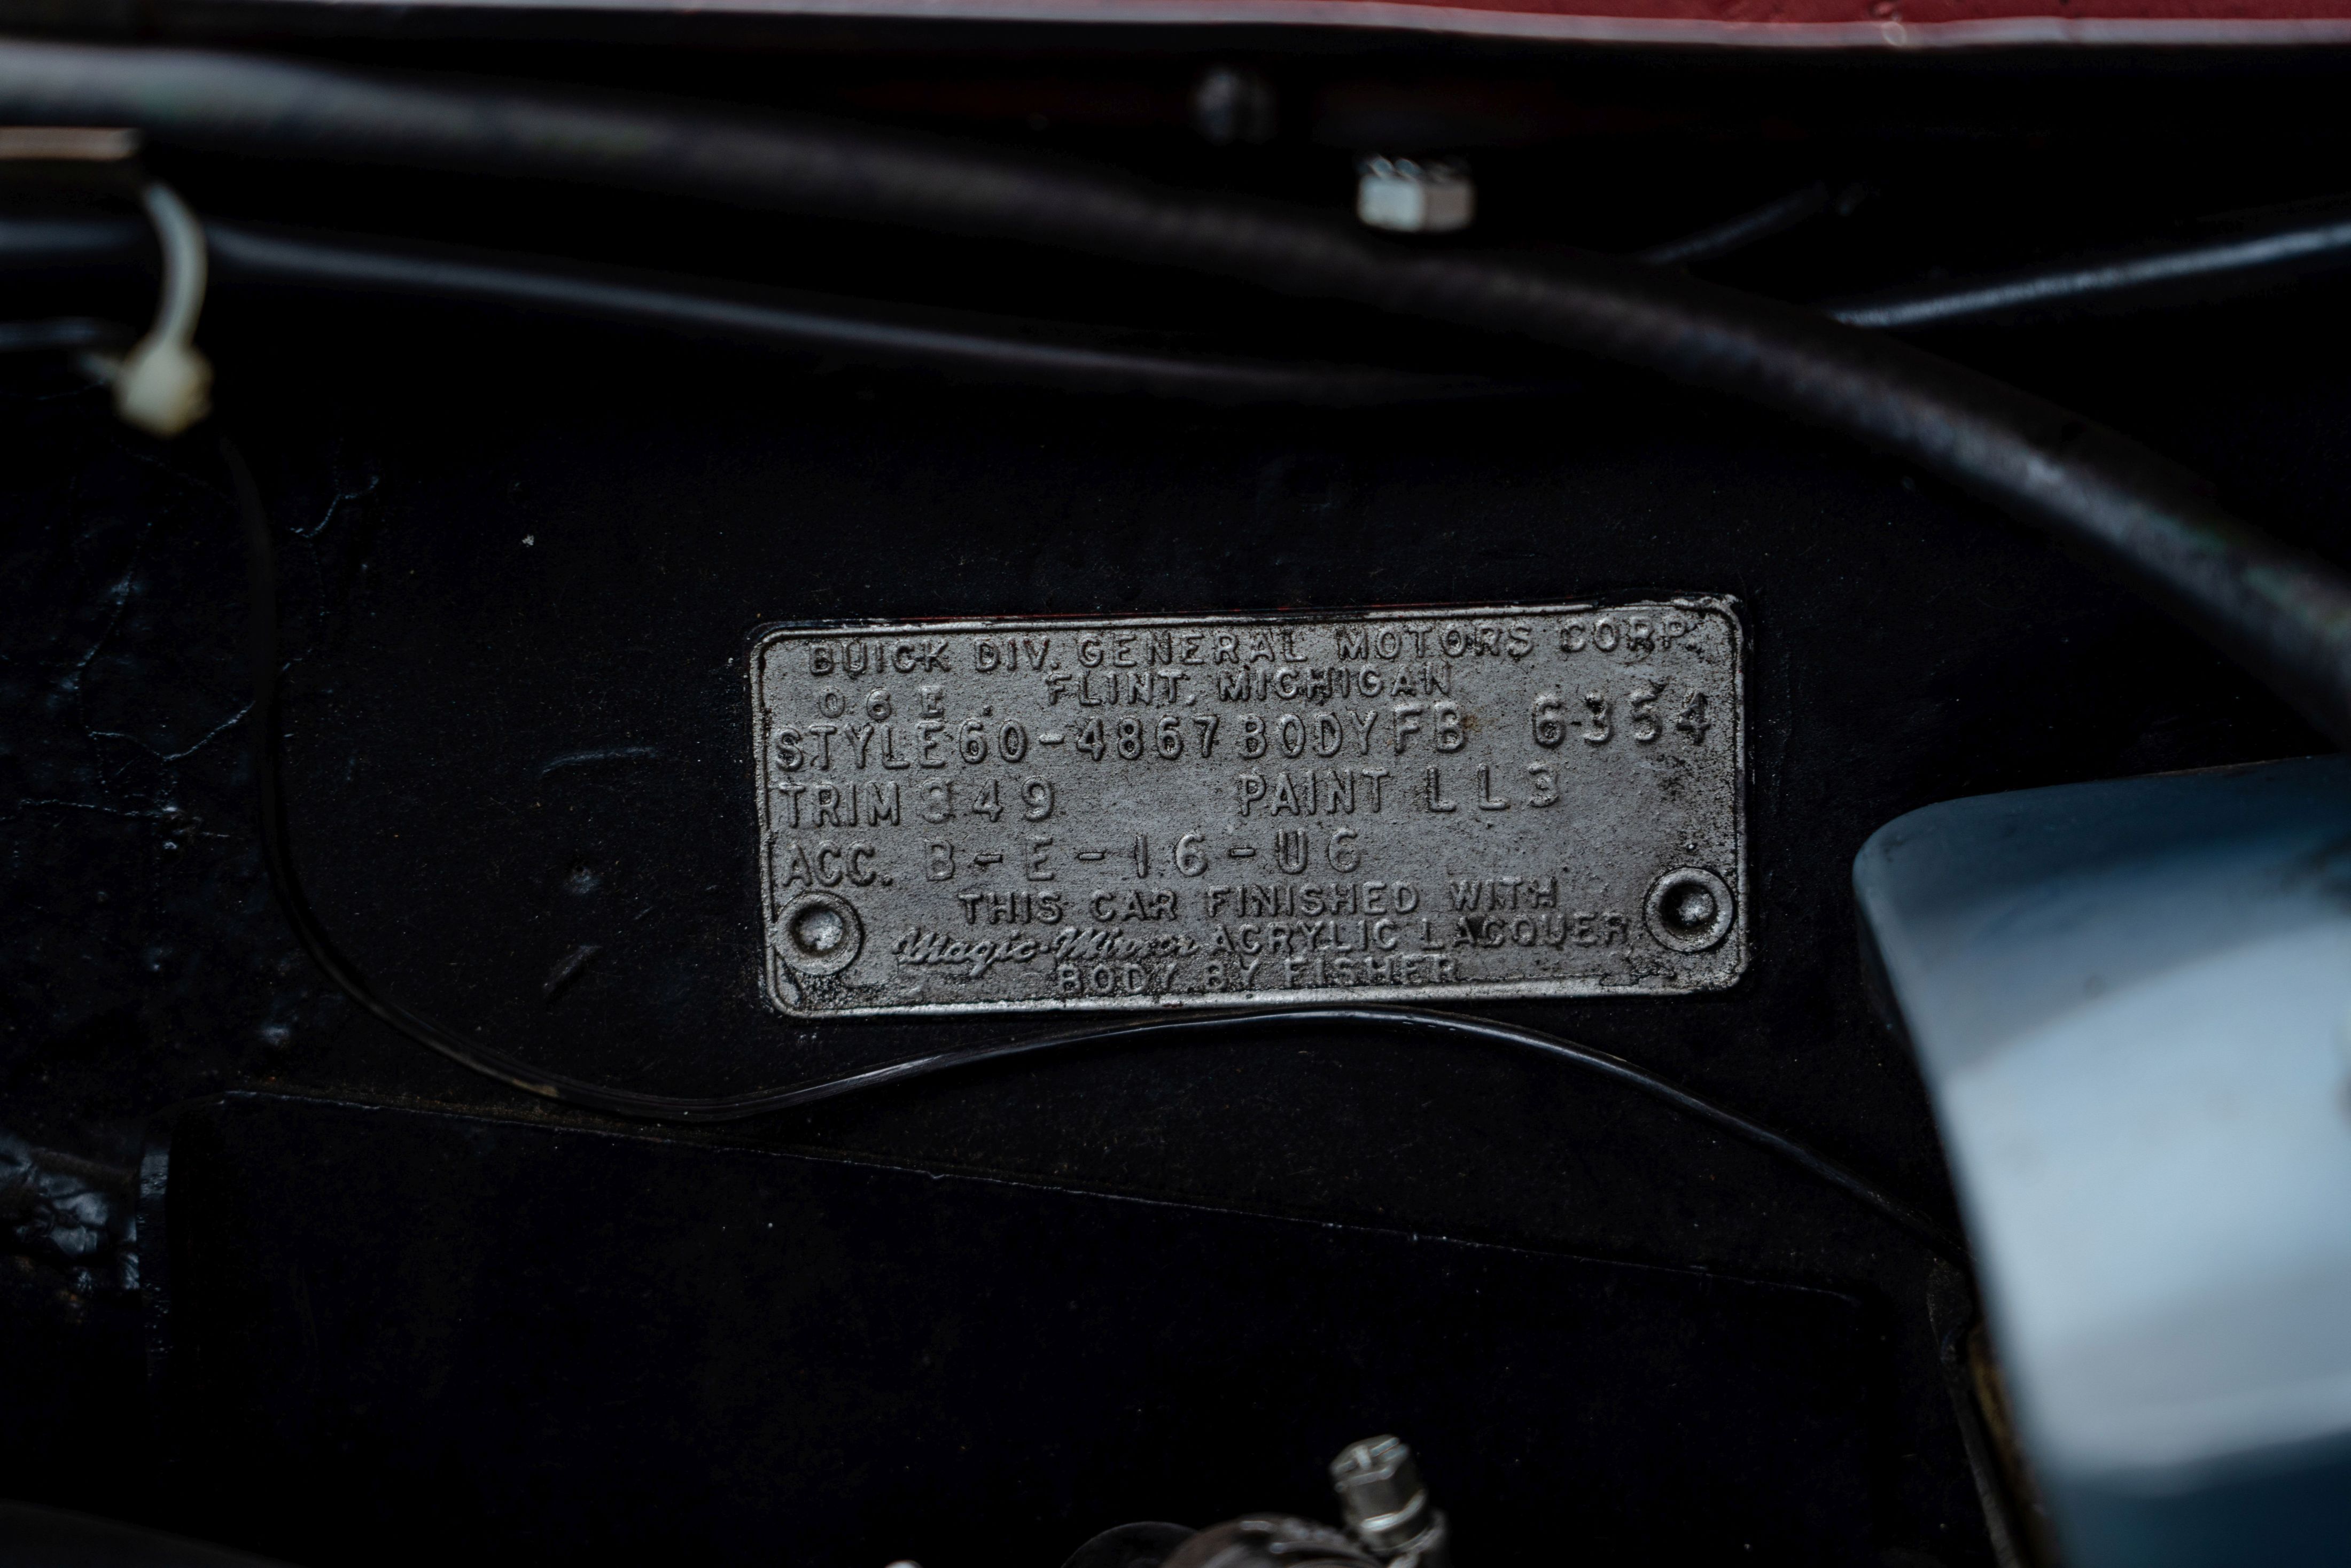 BUICK DIV. GENERAL MOTORS CORP.
06E. FLINT, MICHIGAN
STYLE 60-4867 BODY FB 6354
TRIM 349 PAINT LL3
ACC. B-E-16-U6
THIS CAR FINISHED WITH
Magic-Mirror ACRYLIC LACQUER
BODY BY FISHER